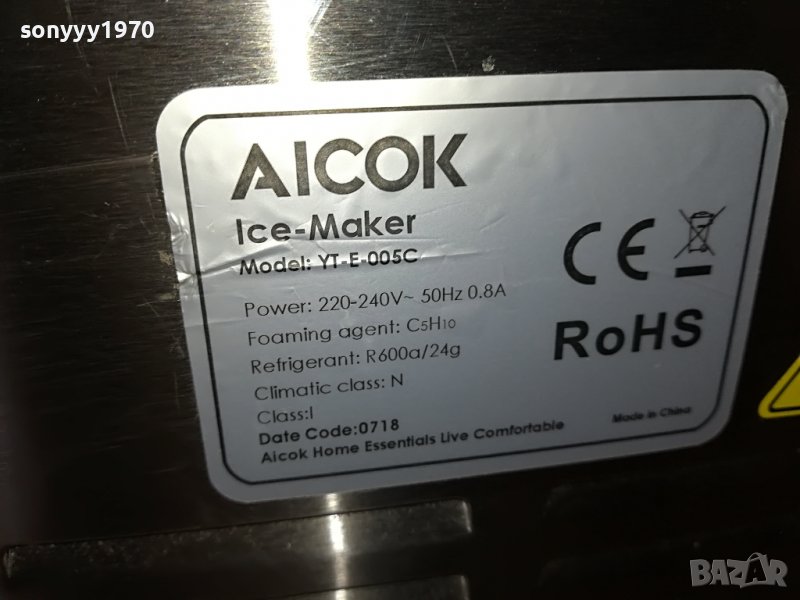 sonyyy1970
AICOK
Ice-Maker
Model: YT-E-005C
Power: 220-240V~ 50Hz 0.8A
Foaming agent: C5H10
Refrigerant: R600a/24g
Climatic class: N
Class:I
Date Code:0718
Aicok Home Essentials Live Comfortable
CE
RoHS
Made in China
BAZAR